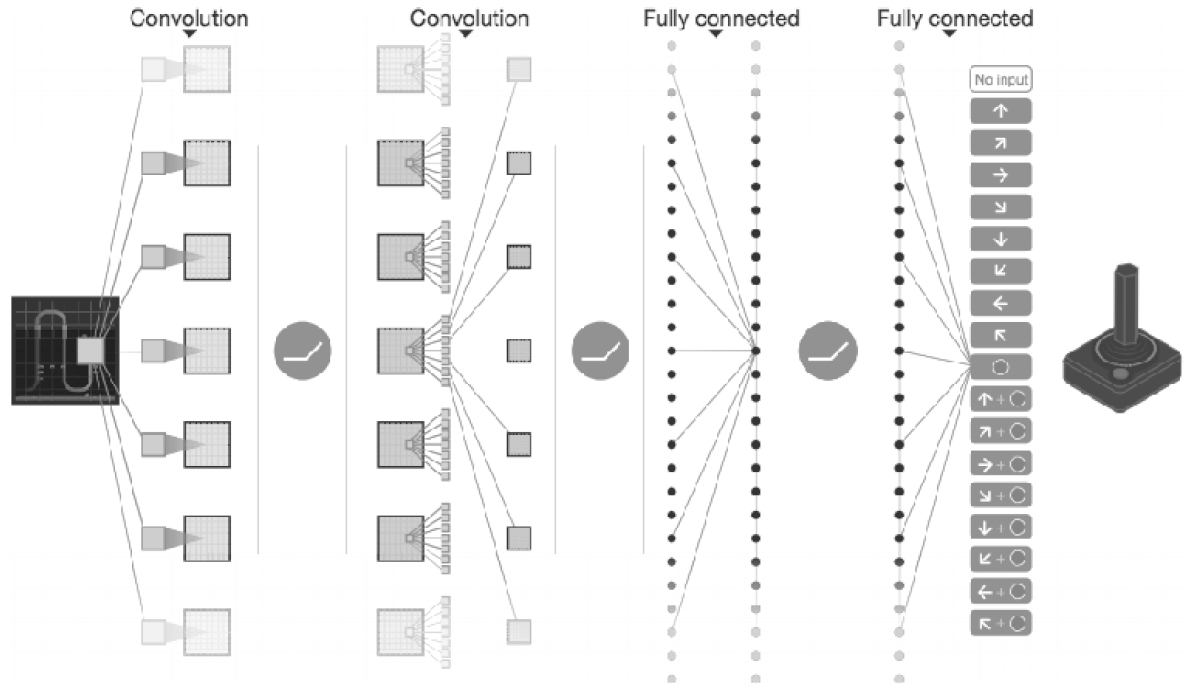 Convolution
Convolution
Fully connected
Fully connected
No input